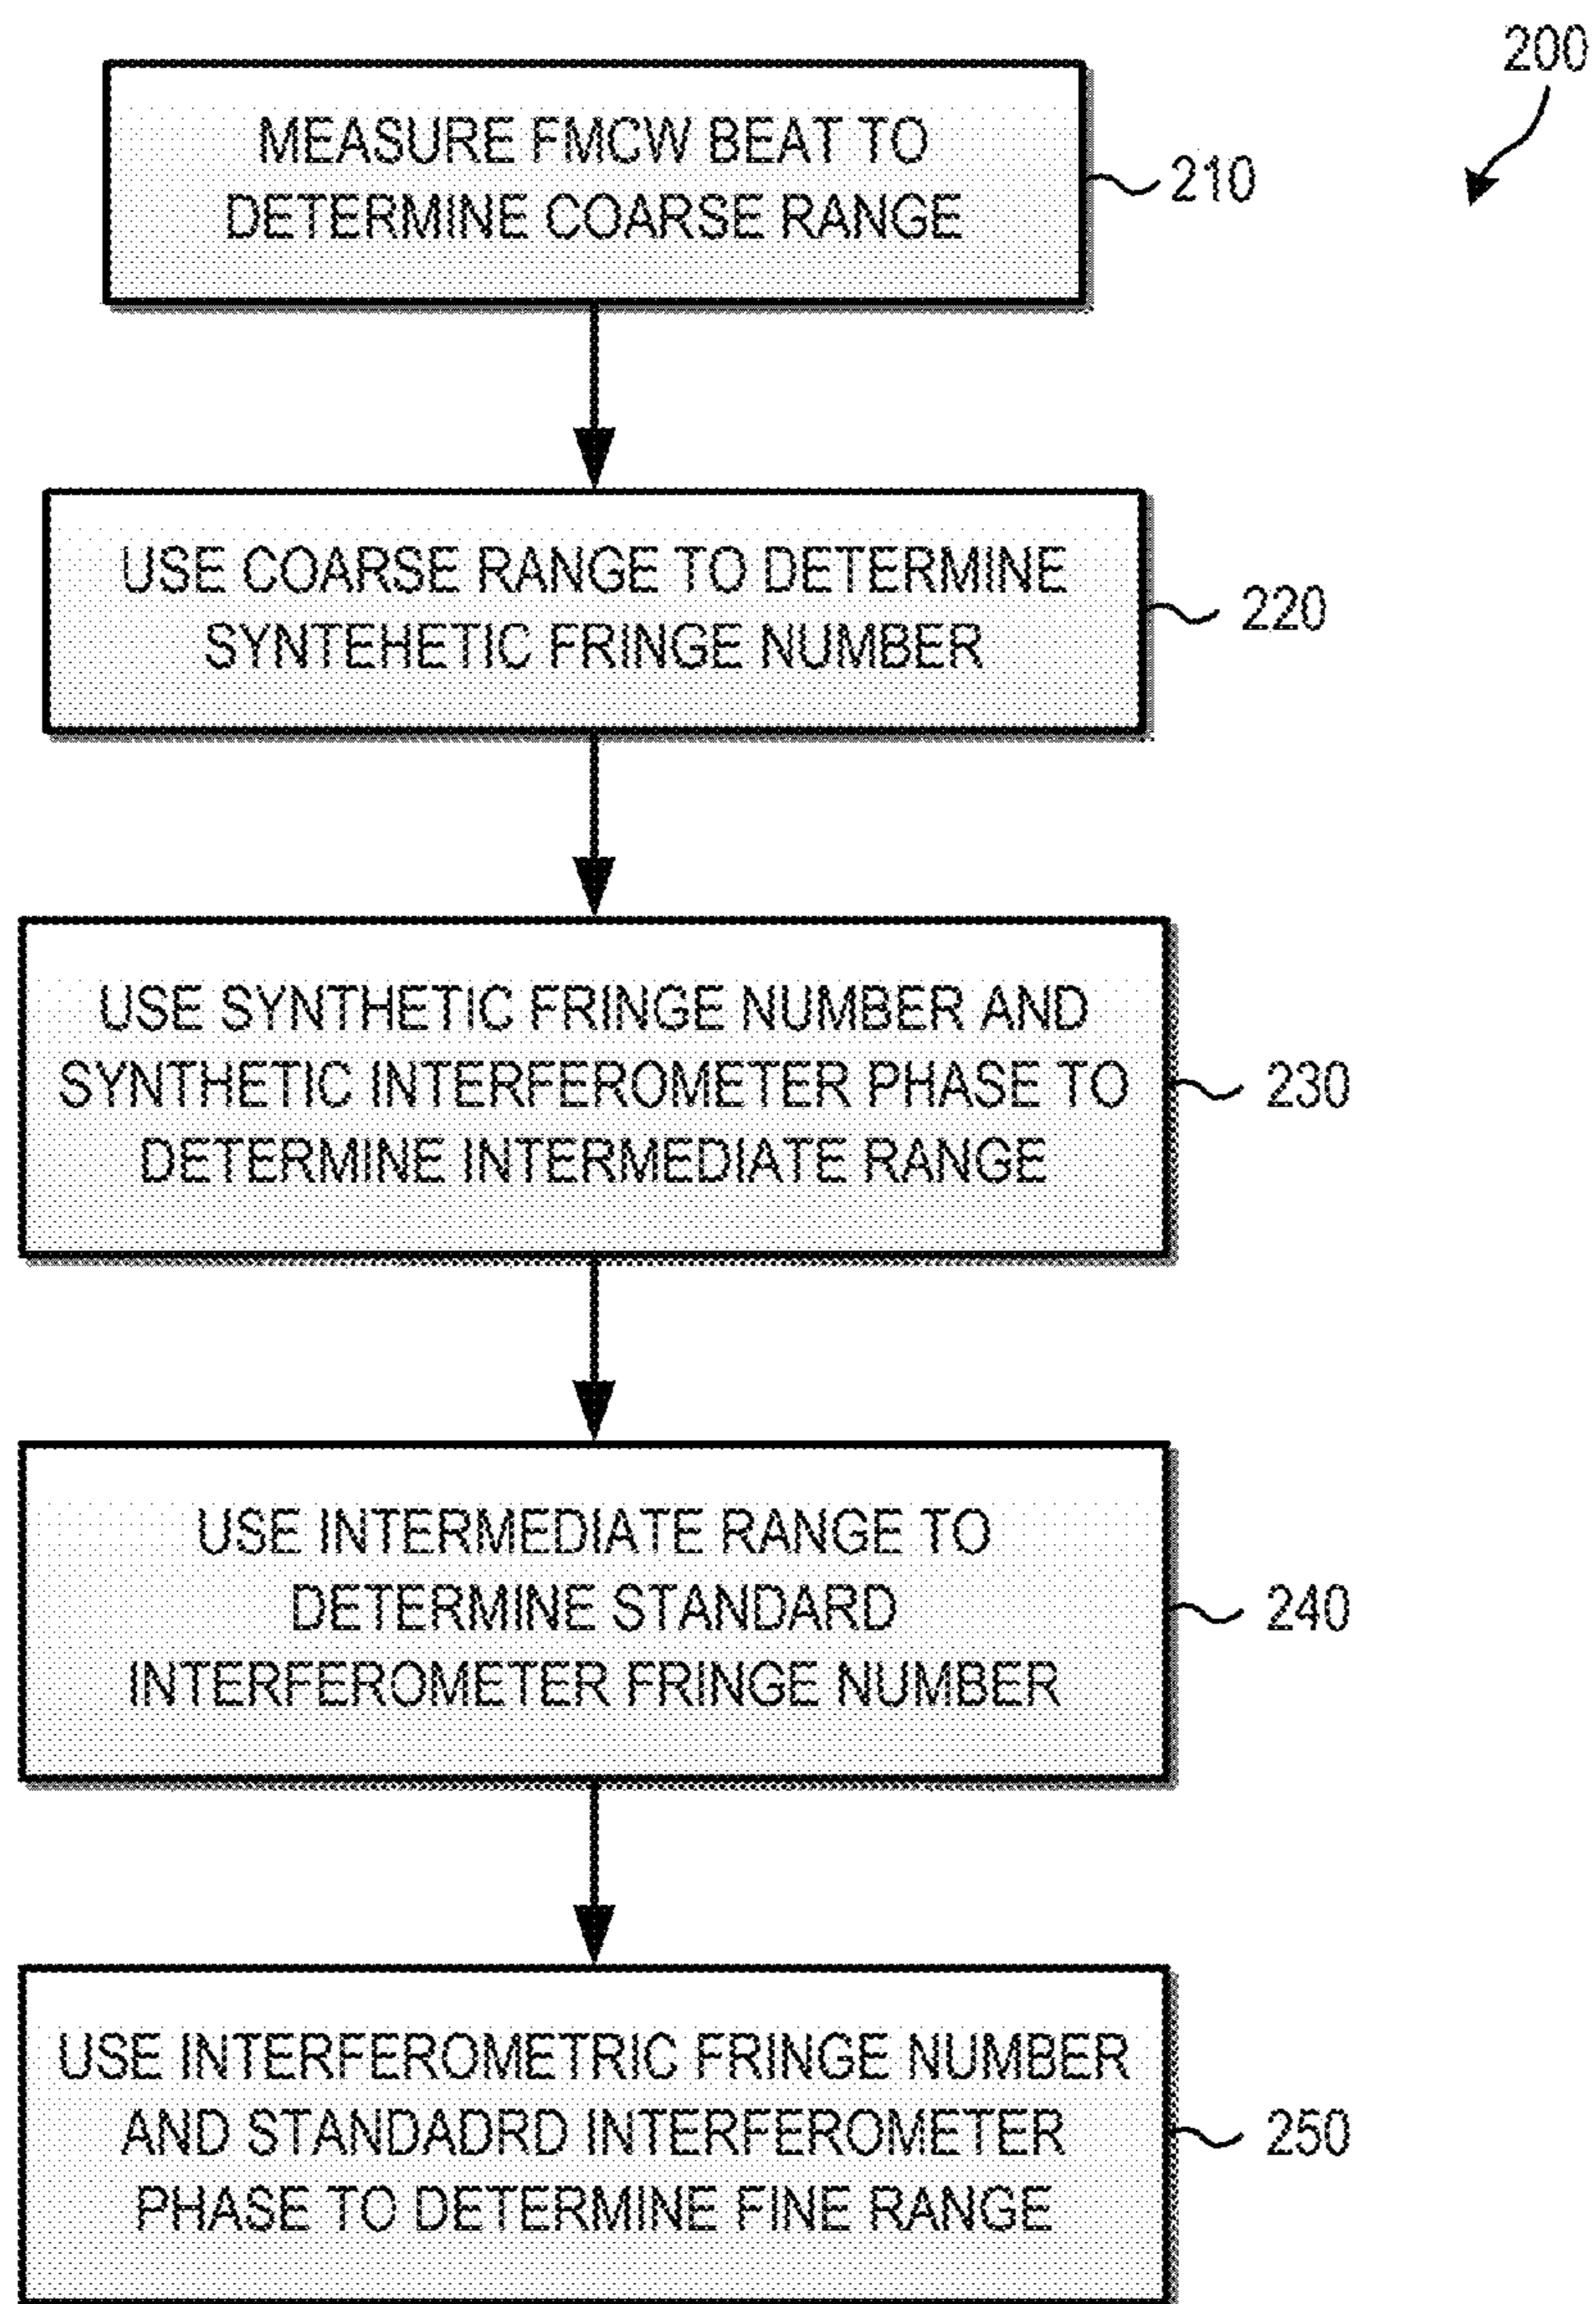 200
MEASURE FMCW BEAT TO
DETERMINE COARSE RANGE
210
USE COARSE RANGE TO DETERMINE
SYNTEHETIC FRINGE NUMBER
220
USE SYNTHETIC FRINGE NUMBER AND
SYNTHETIC INTERFEROMETER PHASE TO
DETERMINE INTERMEDIATE RANGE
230
USE INTERMEDIATE RANGE TO
DETERMINE STANDARD
INTERFEROMETER FRINGE NUMBER
240
USE INTERFEROMETRIC FRINGE NUMBER
AND STANDADRD INTERFEROMETER
PHASE TO DETERMINE FINE RANGE
250